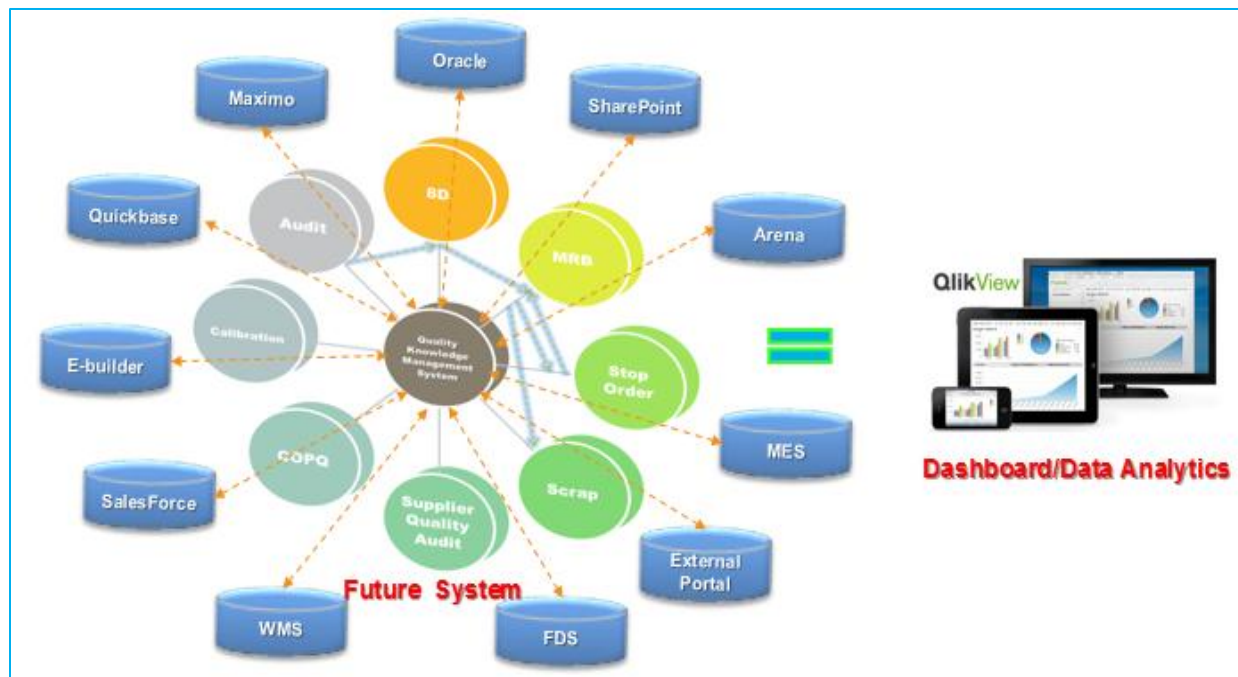 Oracle
Maximo
SharePoint
8D
Quickbase
Audit
MRB
Arena
QlikView
Calibration
Quality
Knowledge
Management
System
E-builder
Stop
Order
COPQ
MES
Dashboard/Data Analytics
SalesForce
Scrap
Supplier
Quality
Audit
External
Portal
Future System
WMS
FDS